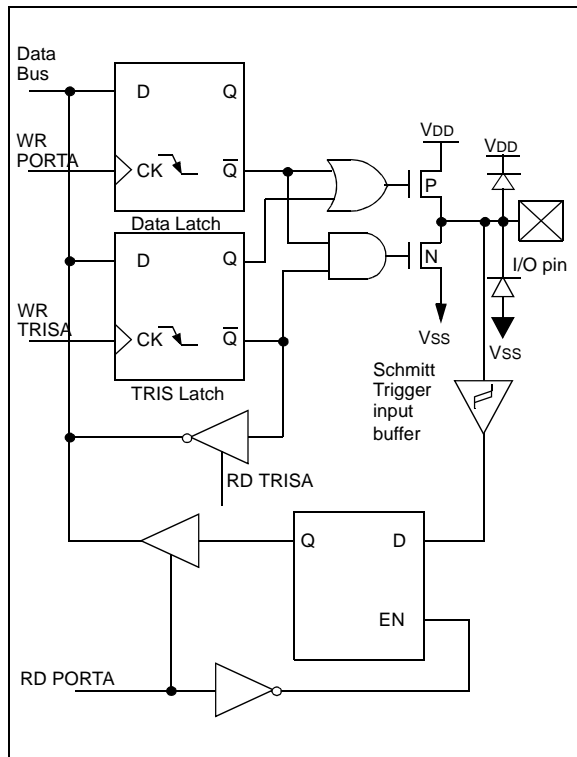 Data
Bus
D Q
WR
PORTA
CK Q
VDD
VDD
P
Data Latch
D Q
N
I/O pin
WR
TRISA
CK Q
VSS
VSS
TRIS Latch
Schmitt
Trigger
input
buffer
RD TRISA
Q D
EN
RD PORTA